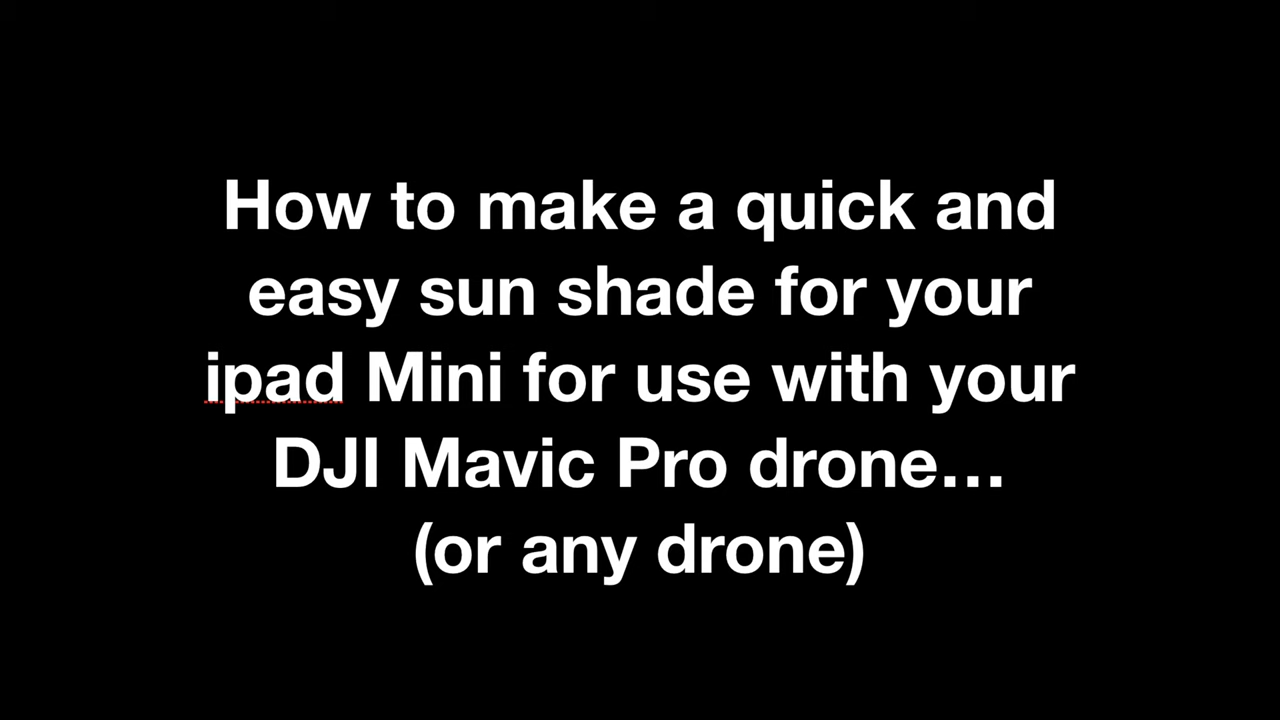 How to make a quick and
easy sun shade for your
ipad Mini for use with your
DJI Mavic Pro drone…
(or any drone)